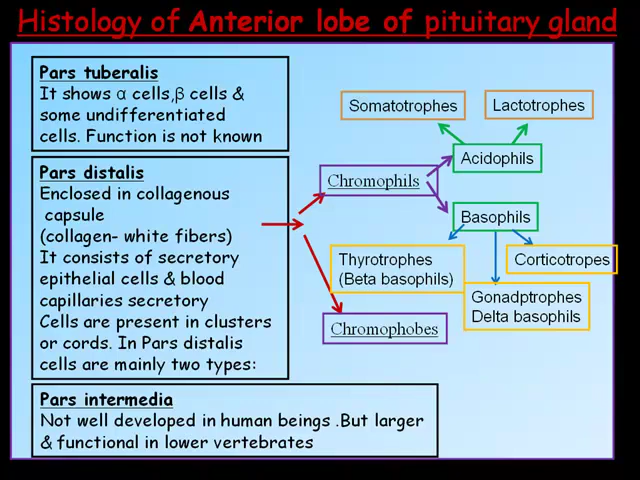 Histology of Anterior lobe of pituitary gland
Pars tuberalis
It shows α cells,β cells &
some undifferentiated
cells. Function is not known
Pars distalis
Enclosed in collagenous
capsule
(collagen- white fibers)
It consists of secretory
epithelial cells & blood
capillaries secretory
Cells are present in clusters
or cords. In Pars distalis
cells are mainly two types:
Somatotrophes
Lactotrophes
Acidophils
Chromophils
Basophils
Thyrotrophes
(Beta basophils)
Corticotropes
Gonadptrophes
Delta basophils
Chromophobes
Pars intermedia
Not well developed in human beings .But larger
& functional in lower vertebrates